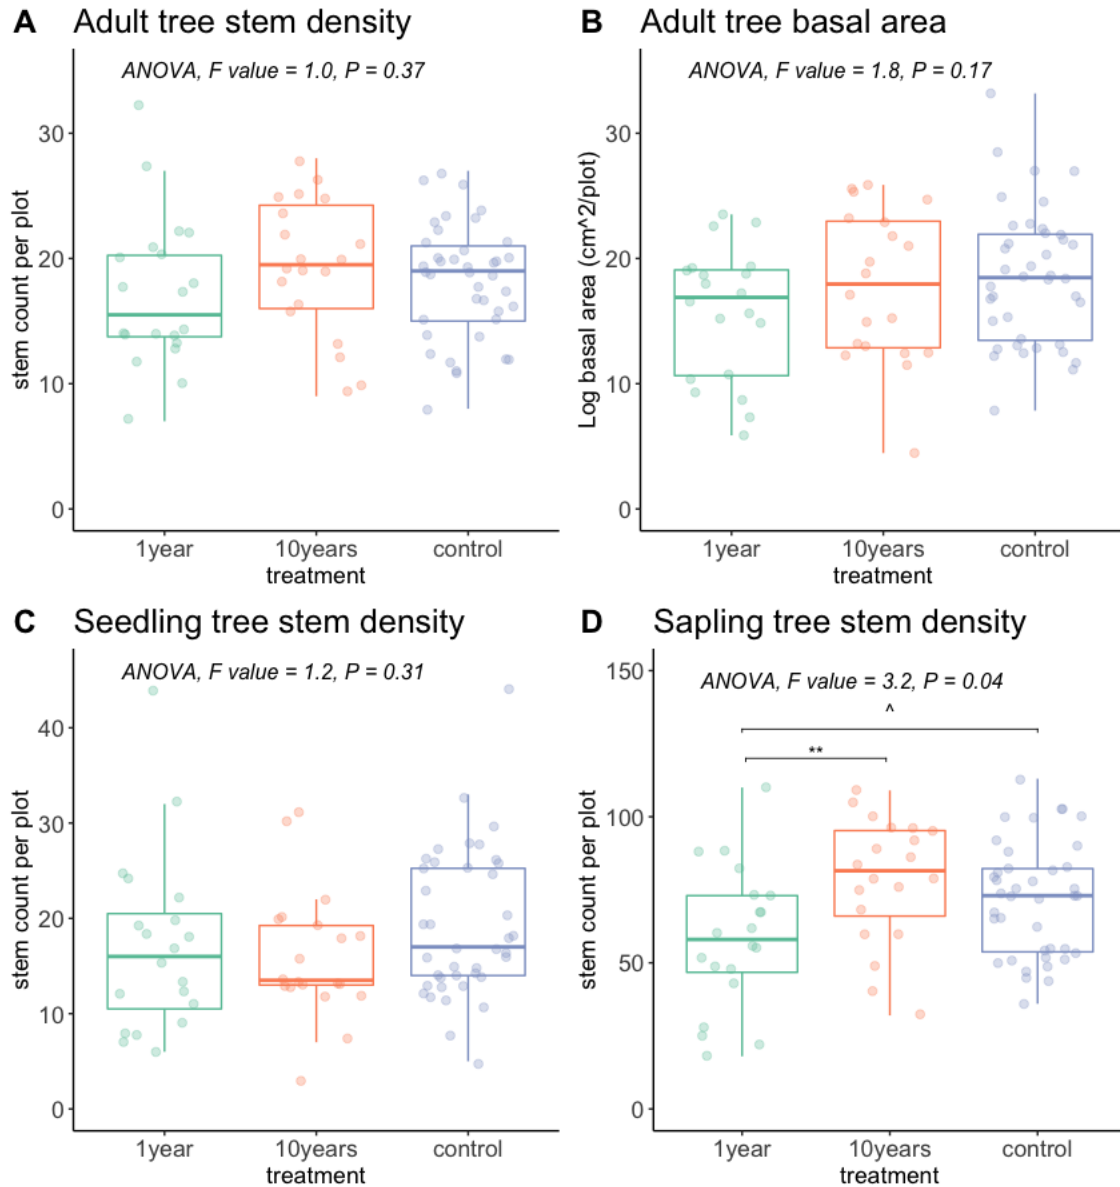 A Adult tree stem density
ANOVA, F value = 1.0, P = 0.37
stem count per plot
30
20
10
0
1year 10years control
treatment
B Adult tree basal area
ANOVA, F value = 1.8, P = 0.17
Log basal area (cm^2/plot)
30
20
10
0
1year 10years control
treatment
C Seedling tree stem density
ANOVA, F value = 1.2, P = 0.31
stem count per plot
40
30
20
10
0
1year 10years control
treatment
D Sapling tree stem density
ANOVA, F value = 3.2, P = 0.04
^
**
stem count per plot
150
100
50
0
1year 10years control
treatment